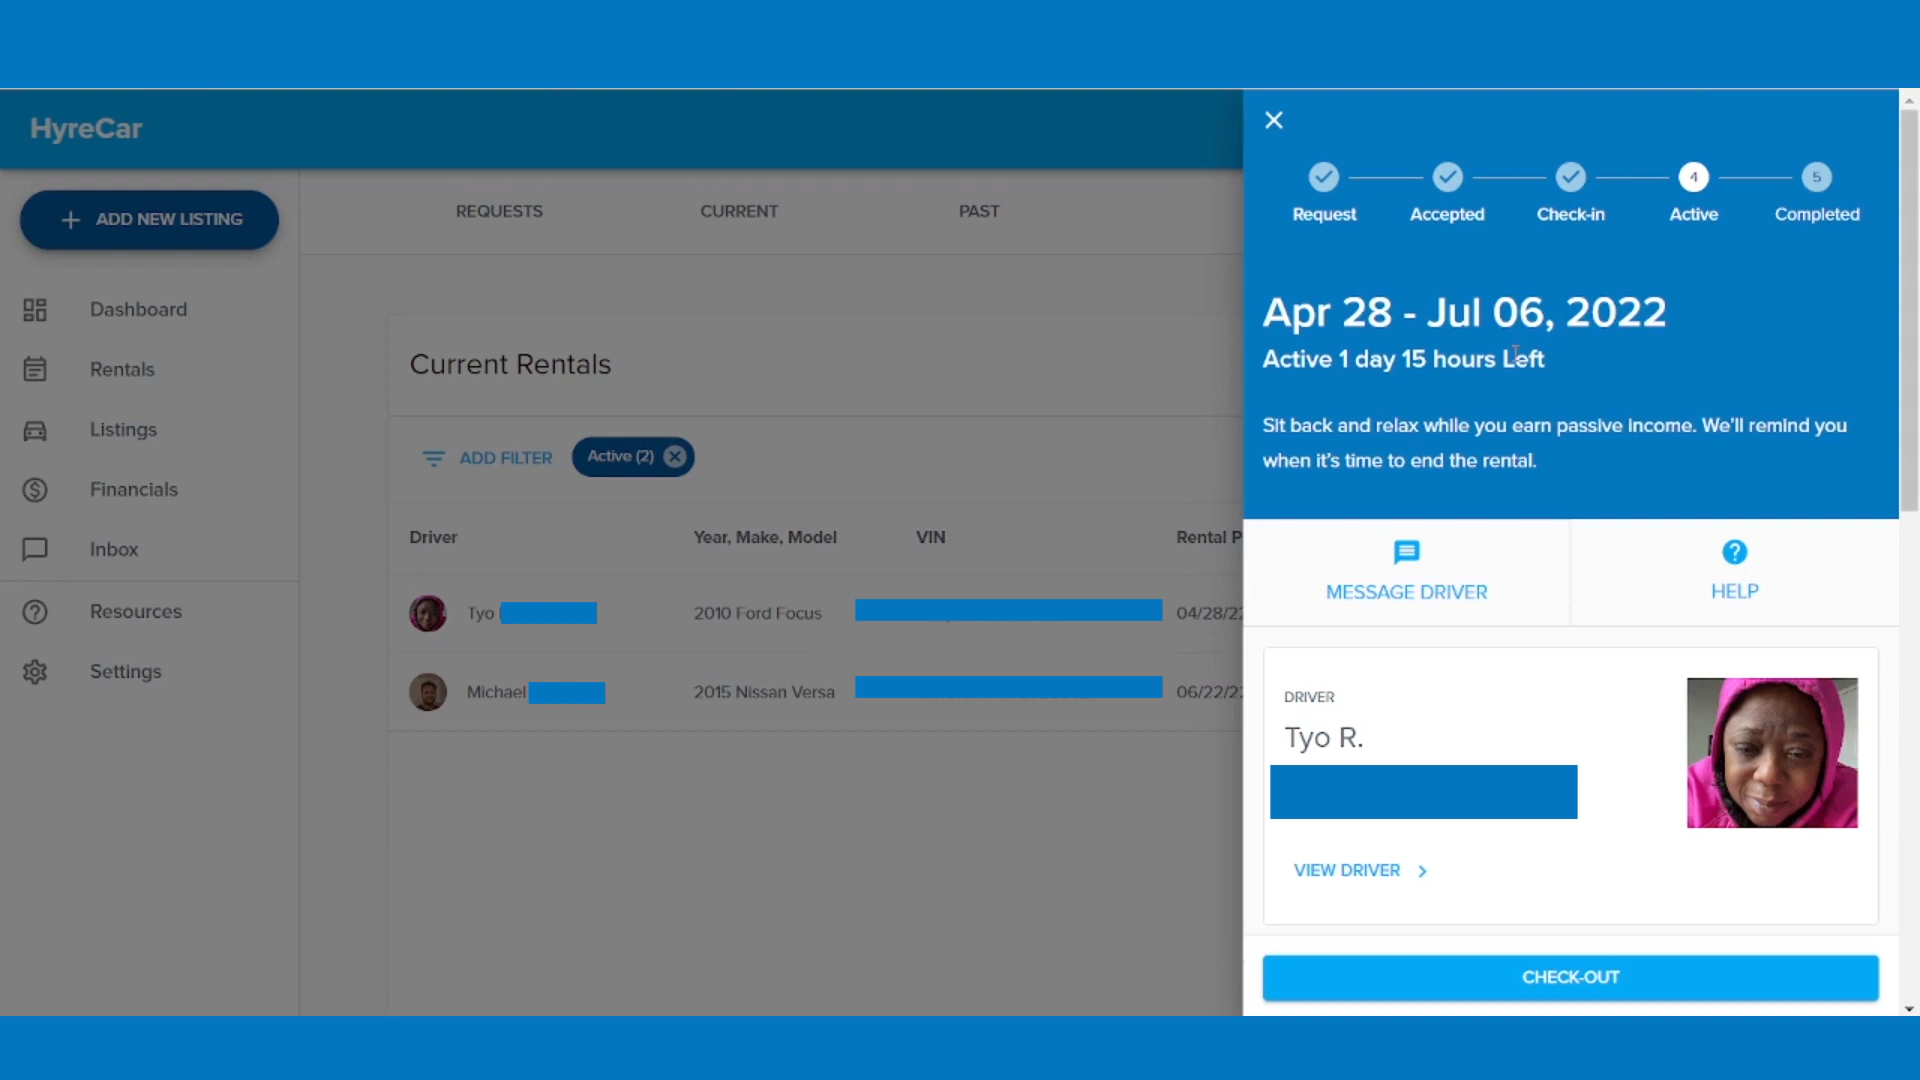 HyreCar
ADD NEW LISTING
Dashboard
Rentals
Listings
Financials
Inbox
Resources
Settings
REQUESTS CURRENT PAST
Current Rentals
ADD FILTER Active (2)
Driver Year, Make, Model VIN Rental P
Tyo 2010 Ford Focus 04/28/22
Michael 2015 Nissan Versa 06/22/22
4 5
Request Accepted Check-in Active Completed
Apr 28 - Jul 06, 2022
Active 1 day 15 hours Left
Sit back and relax while you earn passive income. We'll remind you
when it's time to end the rental.
MESSAGE DRIVER HELP
DRIVER
Tyo R.
VIEW DRIVER
CHECK-OUT